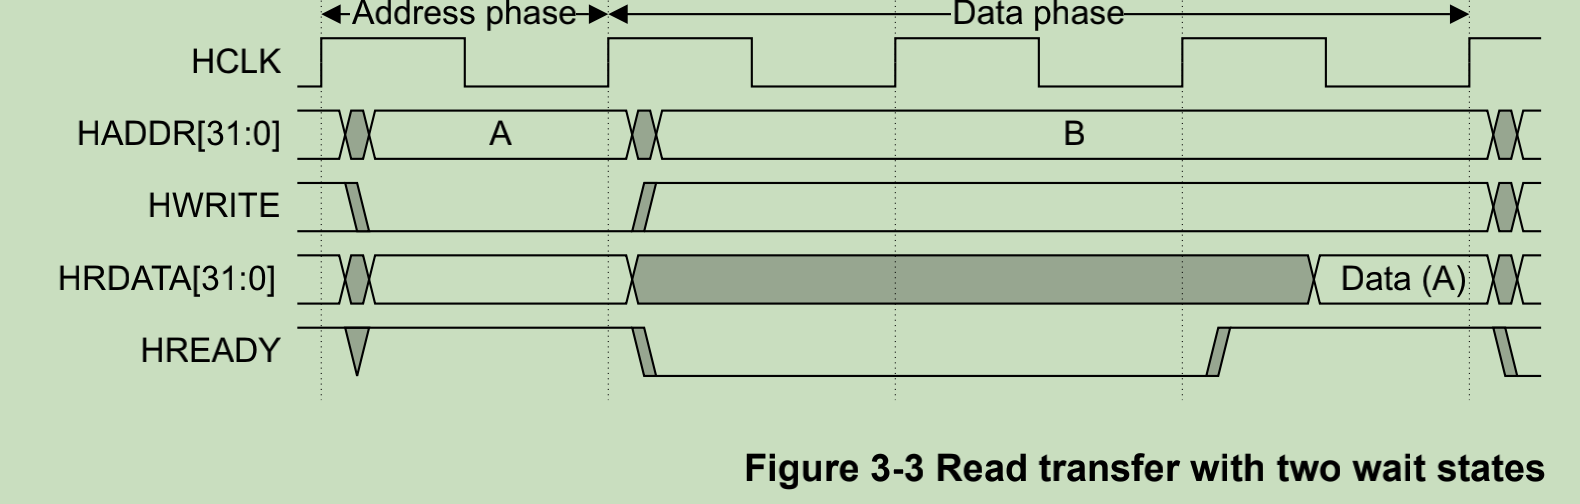 Address phase Data phase
HCLK
HADDR[31:0] A B
HWRITE
HRDATA[31:0] Data (A)
HREADY
Figure 3-3 Read transfer with two wait states